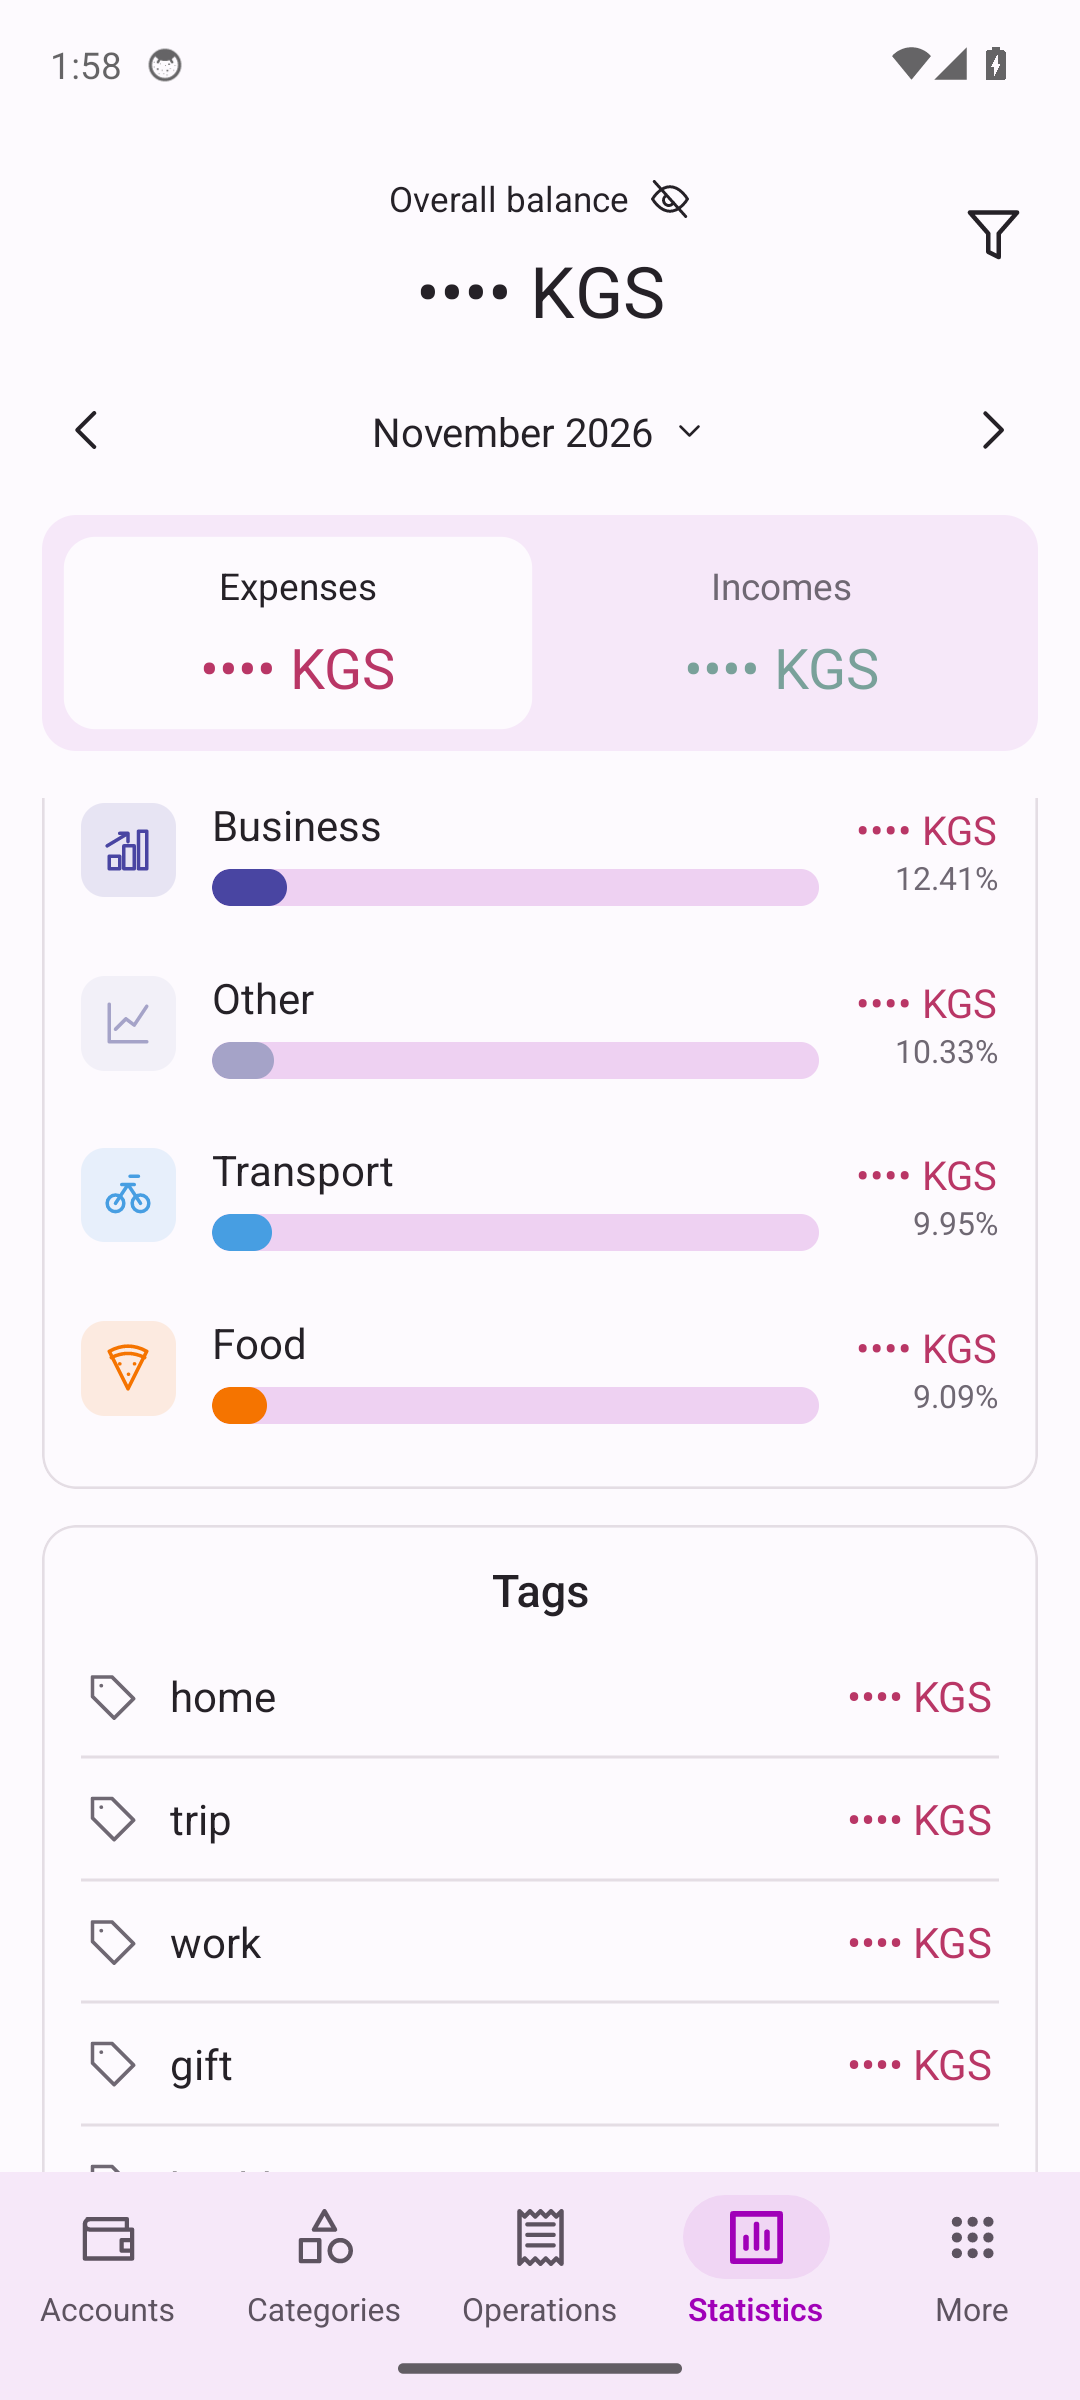 1:58
Overall balance
•••• KGS
November 2026
Expenses
•••• KGS
Incomes
•••• KGS
Business
•••• KGS
12.41%
Other
•••• KGS
10.33%
Transport
•••• KGS
9.95%
Food
•••• KGS
9.09%
Tags
home
•••• KGS
trip
•••• KGS
work
•••• KGS
gift
•••• KGS
Accounts
Categories
Operations
Statistics
More